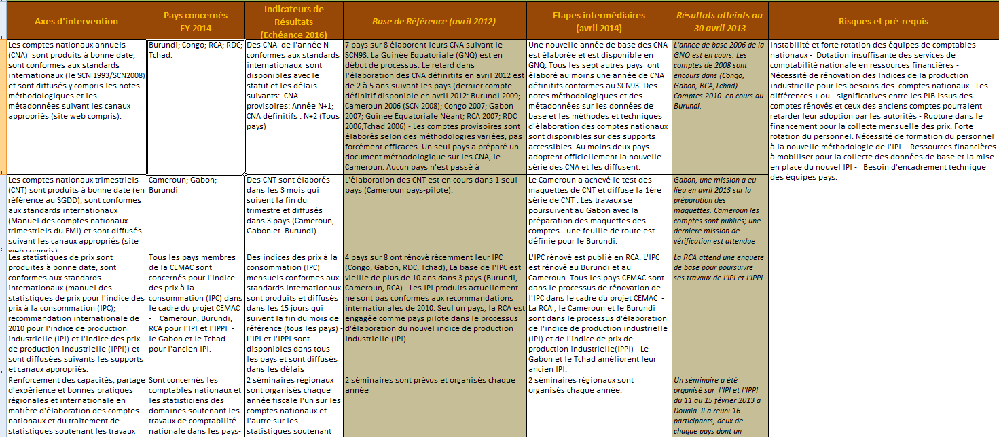 Axes d'intervention
Pays concernés
FY 2014
Indicateurs de
Résultats
(Echéance 2016)
Base de Référence (avril 2012)
Etapes intermédiaires
(avril 2014)
Résultats atteints au
30 avril 2013
Risques et pré-requis
Les comptes nationaux annuels
(CNA) sont produits à bonne date,
sont conformes aux standards
internationaux (le SCN 1993/SCN2008)
et sont diffusés y compris les notes
méthodologiques et les
métadonnées suivant les canaux
appropriés (site web compris).
Burundi; Congo; RCA; RDC;
Tchad.
Des CNA de l'année N
conformes aux standards
internationaux sont
disponibles avec le
statut et les délais
suivants: CNA
provisoires: Année N+1;
CNA définitifs : N+2 (Tous
pays)
7 pays sur 8 élaborent leurs CNA suivant le
SCN93. La Guinée Equatoriale (GNQ) est en
début de processus. Le retard dans
l'élaboration des CNA définitifs en avril 2012 est
de 2 à 5 ans suivant les pays (dernier compte
définitif disponible en avril 2012: Burundi 2009;
Cameroun 2006 (SCN 2008); Congo 2007; Gabon
2007; Guinee Equatoriale Néant; RCA 2007; RDC
2006;Tchad 2006) - Les comptes provisoires sont
élaborés selon des méthodologies variées, pas
forcément efficaces. Un seul pays a préparé un
document méthodologique sur les CNA, le
Cameroun. Aucun pays n'est passé à
Une nouvelle année de base des CNA
est élaborée et est disponible en
GNQ. Tous les sept autres pays ont
élaboré au moins une année de CNA
définitifs conformes au SCN93. Des
notes méthodologiques et des
métadonnées sur les données de
base et les méthodes et techniques
d'élaboration des comptes nationaux
sont disponibles sur des supports
accessibles. Au moins deux pays
adoptent officiellement la nouvelle
série des CNA et les diffusent.
L'annee de base 2006 de la
GNQ est en cours. Les
comptes de 2008 sont
encours dans (Congo,
Gabon, RCA,Tchad) -
Comptes 2010 en cours au
Burundi.
Instabilité et forte rotation des équipes de comptables
nationaux - Dotation insuffisante des services de
comptabilité nationale en ressources financières -
Nécessité de rénovation des Indices de la production
industrielle pour les besoins des comptes nationaux - Les
différences + ou - significatives entre les PIB issus des
comptes rénovés et ceux des anciens comptes pourraient
retarder leur adoption par les autorités - Rupture dans le
financement pour la collecte mensuelle des prix. Forte
rotation du personnel. Nécessité de formation du personnel
à la nouvelle méthodologie de l'IPI - Ressources financières
à mobiliser pour la collecte des données de base et la mise
en place du nouvel IPI - Besoin d'encadrement technique
des équipes pays.
Les comptes nationaux trimestriels
(CNT) sont produits à bonne date (en
référence au SGDD), sont conformes
aux standards internationaux
(Manuel des comptes nationaux
trimestriels du FMI) et sont diffusés
suivant les canaux appropriés (site
web compris)
Cameroun; Gabon;
Burundi
Des CNT sont élaborés
dans les 3 mois qui
suivent la fin du
trimestre et diffusés
dans 3 pays (Cameroun,
Gabon et Burundi)
L'élaboration des CNT est en cours dans 1 seul
pays (Cameroun pays-pilote).
Le Cameroun a achevé le test des
maquettes de CNT et diffuse la 1ère
série de CNT . Les travaux se
poursuivent au Gabon avec la
préparation des maquettes des
comptes - une feuille de route est
définie pour le Burundi.
Gabon, une mission a eu
lieu en avril 2013 sur la
préparation des
maquettes. Cameroun les
comptes sont publiés; une
derniere mission de
vérification est attendue
Les statistiques de prix sont
produites à bonne date, sont
conformes aux standards
internationaux (manuel des
statistiques de prix pour l'indice des
prix à la consommation (IPC);
recommandation internationale de
2010 pour l'indice de production
industrielle (IPI) et l'indice des prix
de production industrielle (IPPI)) et
sont diffusées suivants les supports
et canaux appropriés.
Tous les pays membres
de la CEMAC sont
concernés pour l'indice
des prix à la
consommation (IPC) dans
le cadre du projet CEMAC
- Cameroun, Burundi,
RCA pour l'IPI et l'IPPI -
le Gabon et le Tchad
pour l'ancien IPI.
Des indices des prix à la
consommation (IPC)
mensuels conformes aux
standards internationaux
sont produits et diffusés
dans les 15 jours qui
suivent la fin du mois de
référence (tous les pays) -
L'IPI et l'IPPI sont
disponibles dans tous
les pays et sont diffusés
dans les délais
4 pays sur 8 ont rénové récemment leur IPC
(Congo, Gabon, RDC, Tchad); La base de l'IPC est
vieille de plus de 10 ans dans 3 pays (Burundi,
Cameroun, RCA) - Les IPI produits actuellement
ne sont pas conformes aux recommandations
internationales de 2010. Seul un pays, la RCA est
engagée comme pays pilote dans le processus
d'élaboration du nouvel indice de production
industrielle (IPI).
L'IPC rénové est publié en RCA. L'IPC
est rénové au Burundi et au
Cameroun. Tous les pays CEMAC sont
dans le processus de rénovation de
l'IPC dans le cadre du projet CEMAC -
La RCA , le Cameroun et le Burundi
sont dans le processus d'élaboration
de l'indice de production industrielle
(IPI) et de l'indice de prix de
production industrielle(IPPI) - Le
Gabon et le Tchad améliorent leur
ancien IPI.
La RCA attend une enquete
de base pour poursuivre
ses travaux de l'IPI et l'IPPI
Renforcement des capacités, partage
d'expérience et bonnes pratiques
régionales et internationale en
matière d'élaboration des comptes
nationaux et du traitement de
statistiques soutenant les travaux
Sont concernés les
comptables nationaux et
les statisticiens des
domaines soutenant les
travaux de comptabilité
nationale dans les pays-
2 séminaires régionaux
sont organisés chaque
année fiscale l'un sur les
comptes nationaux et
l'autre sur les
statistiques soutenant
2 séminaires sont prévus et organisés chaque
année
2 séminaires régionaux sont
organisés chaque année.
Un séminaire a été
organisé sur l'IPI et l'IPPI
du 11 au 15 février 2013 a
Douala. Il a reuni 16
participants, deux de
chaque pays dont un